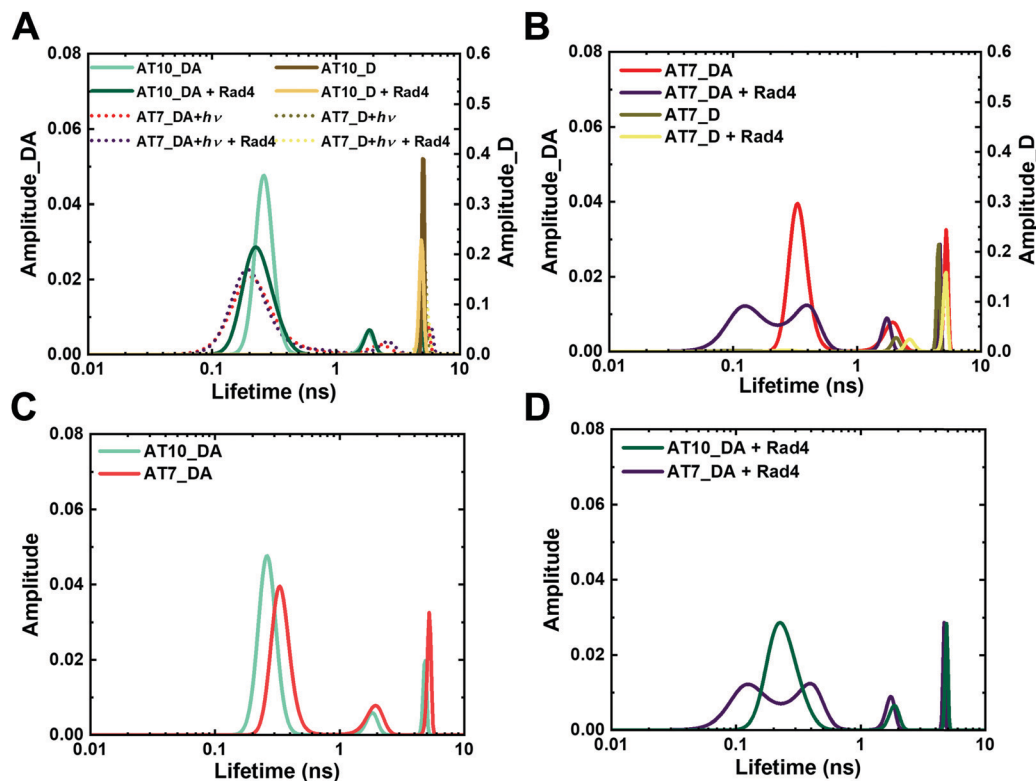 A
0.08
0.06
0.04
0.02
0.00
Amplitude_DA
AT10_DA
AT10_DA + Rad4
AT7_DA+hν
AT7_DA+hν + Rad4
AT10_D
AT10_D + Rad4
AT7_D+hν
AT7_D+hν + Rad4
0.6
0.5
0.4
0.3
0.2
0.1
0.0
Amplitude_D
0.01 0.1 1 10
Lifetime (ns)
B
0.08
0.06
0.04
0.02
0.00
Amplitude_DA
AT7_DA
AT7_DA + Rad4
AT7_D
AT7_D + Rad4
0.6
0.5
0.4
0.3
0.2
0.1
0.0
Amplitude_D
0.01 0.1 1 10
Lifetime (ns)
C
0.08
0.06
0.04
0.02
0.00
Amplitude
AT10_DA
AT7_DA
0.01 0.1 1 10
Lifetime (ns)
D
0.08
0.06
0.04
0.02
0.00
Amplitude
AT10_DA + Rad4
AT7_DA + Rad4
0.01 0.1 1 10
Lifetime (ns)